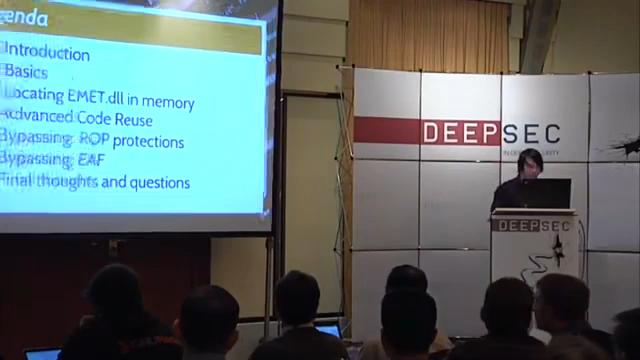 enda
Introduction
Basics
Locating EMET.dll in memory
Advanced Code Reuse
Bypassing: ROP protections
Bypassing: EAF
Final thoughts and questions
DEEPSEC
DEEPSEC